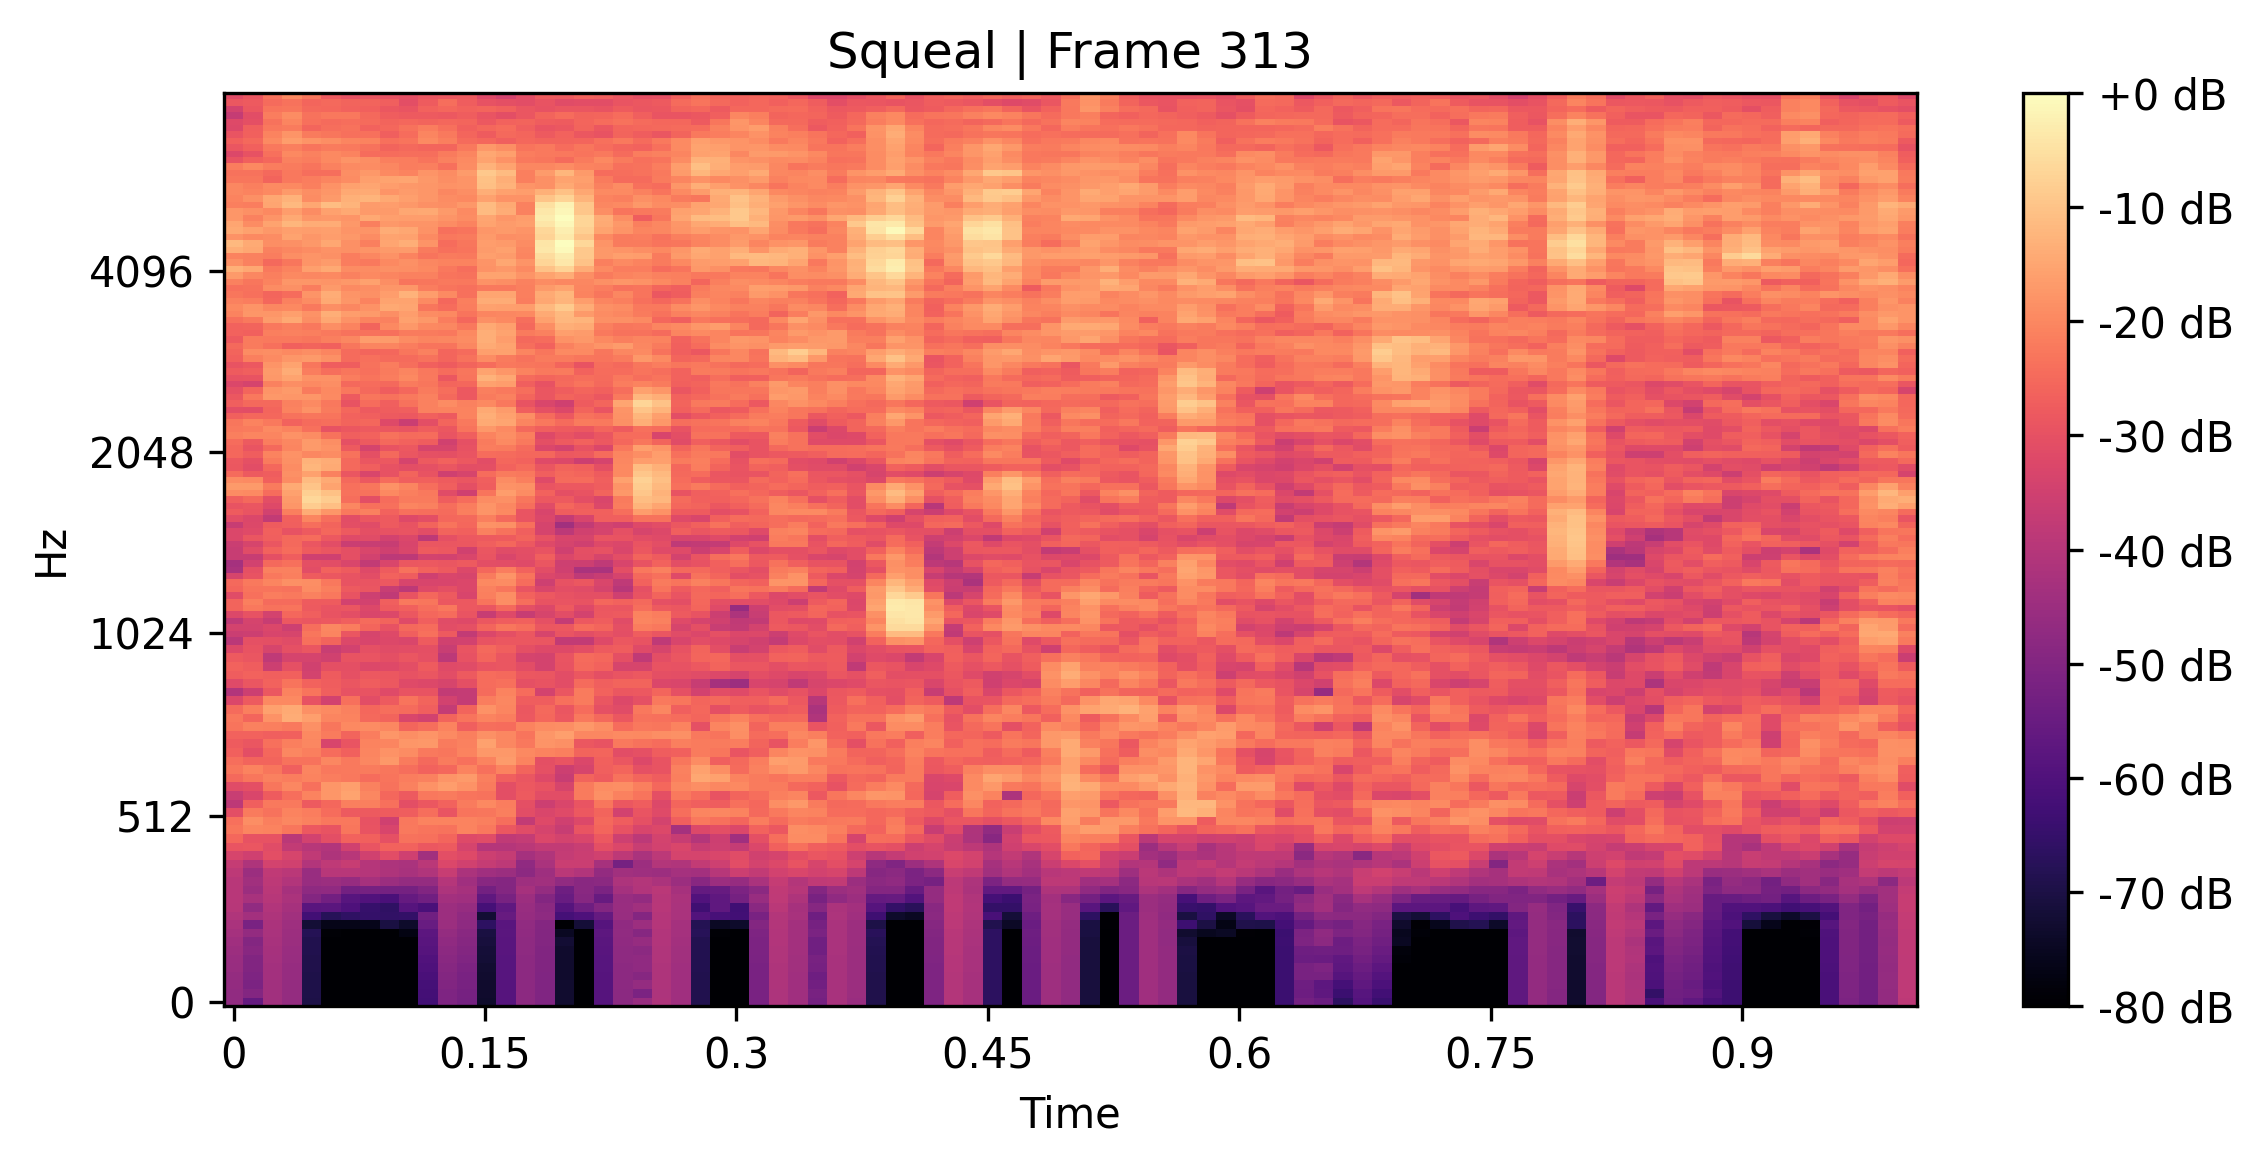 Squeal | Frame 313
+0 dB
-10 dB
-20 dB
-30 dB
-40 dB
-50 dB
-60 dB
-70 dB
-80 dB
4096
2048
1024
512
0
Hz
0 0.15 0.3 0.45 0.6 0.75 0.9
Time